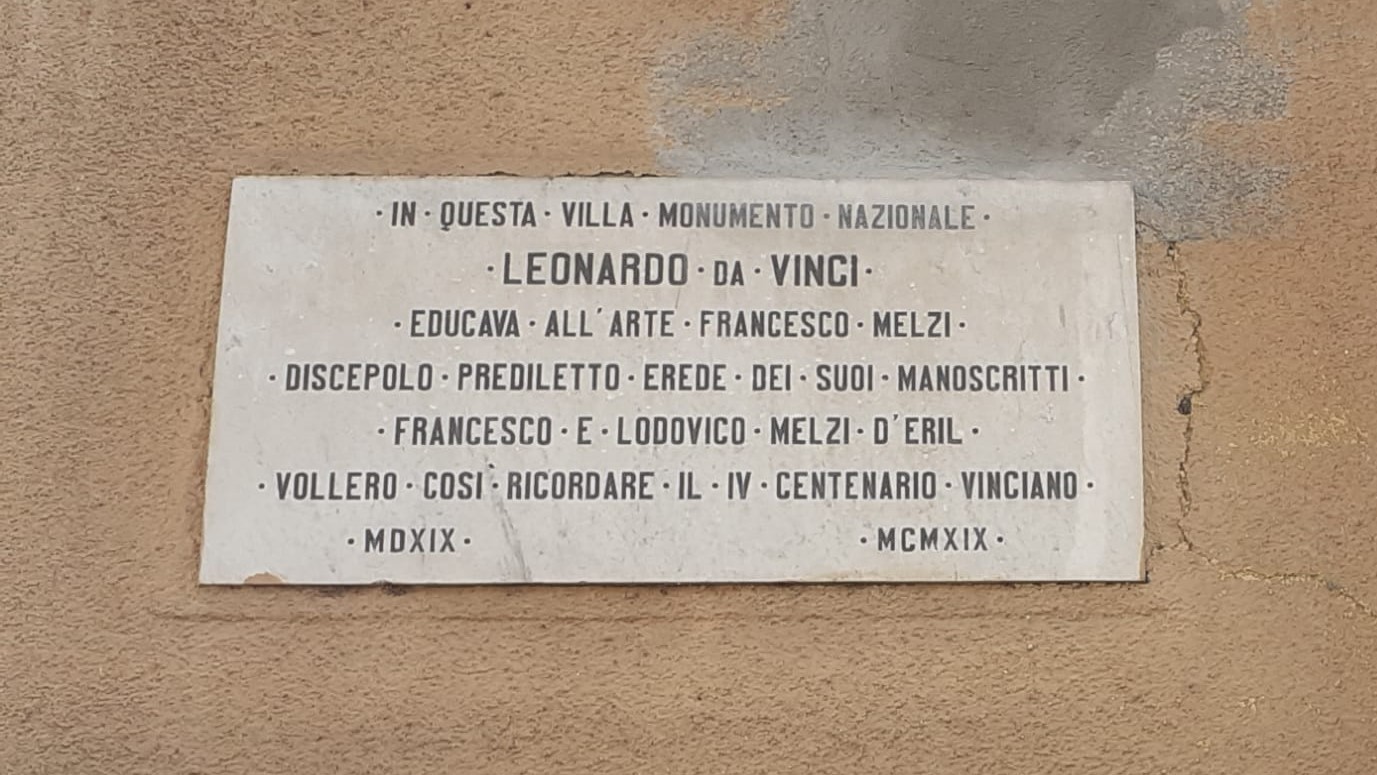 · IN · QUESTA · VILLA · MONUMENTO · NAZIONALE ·
· LEONARDO · DA · VINCI ·
· EDUCAVA · ALL' ARTE · FRANCESCO · MELZI ·
· DISCEPOLO · PREDILETTO · EREDE · DEI · SUOI · MANOSCRITTI ·
· FRANCESCO · E · LODOVICO · MELZI · D' ERIL ·
· VOLLERO · COSI · RICORDARE · IL · IV · CENTENARIO · VINCIANO ·
· MDXIX · · MCMXIX ·